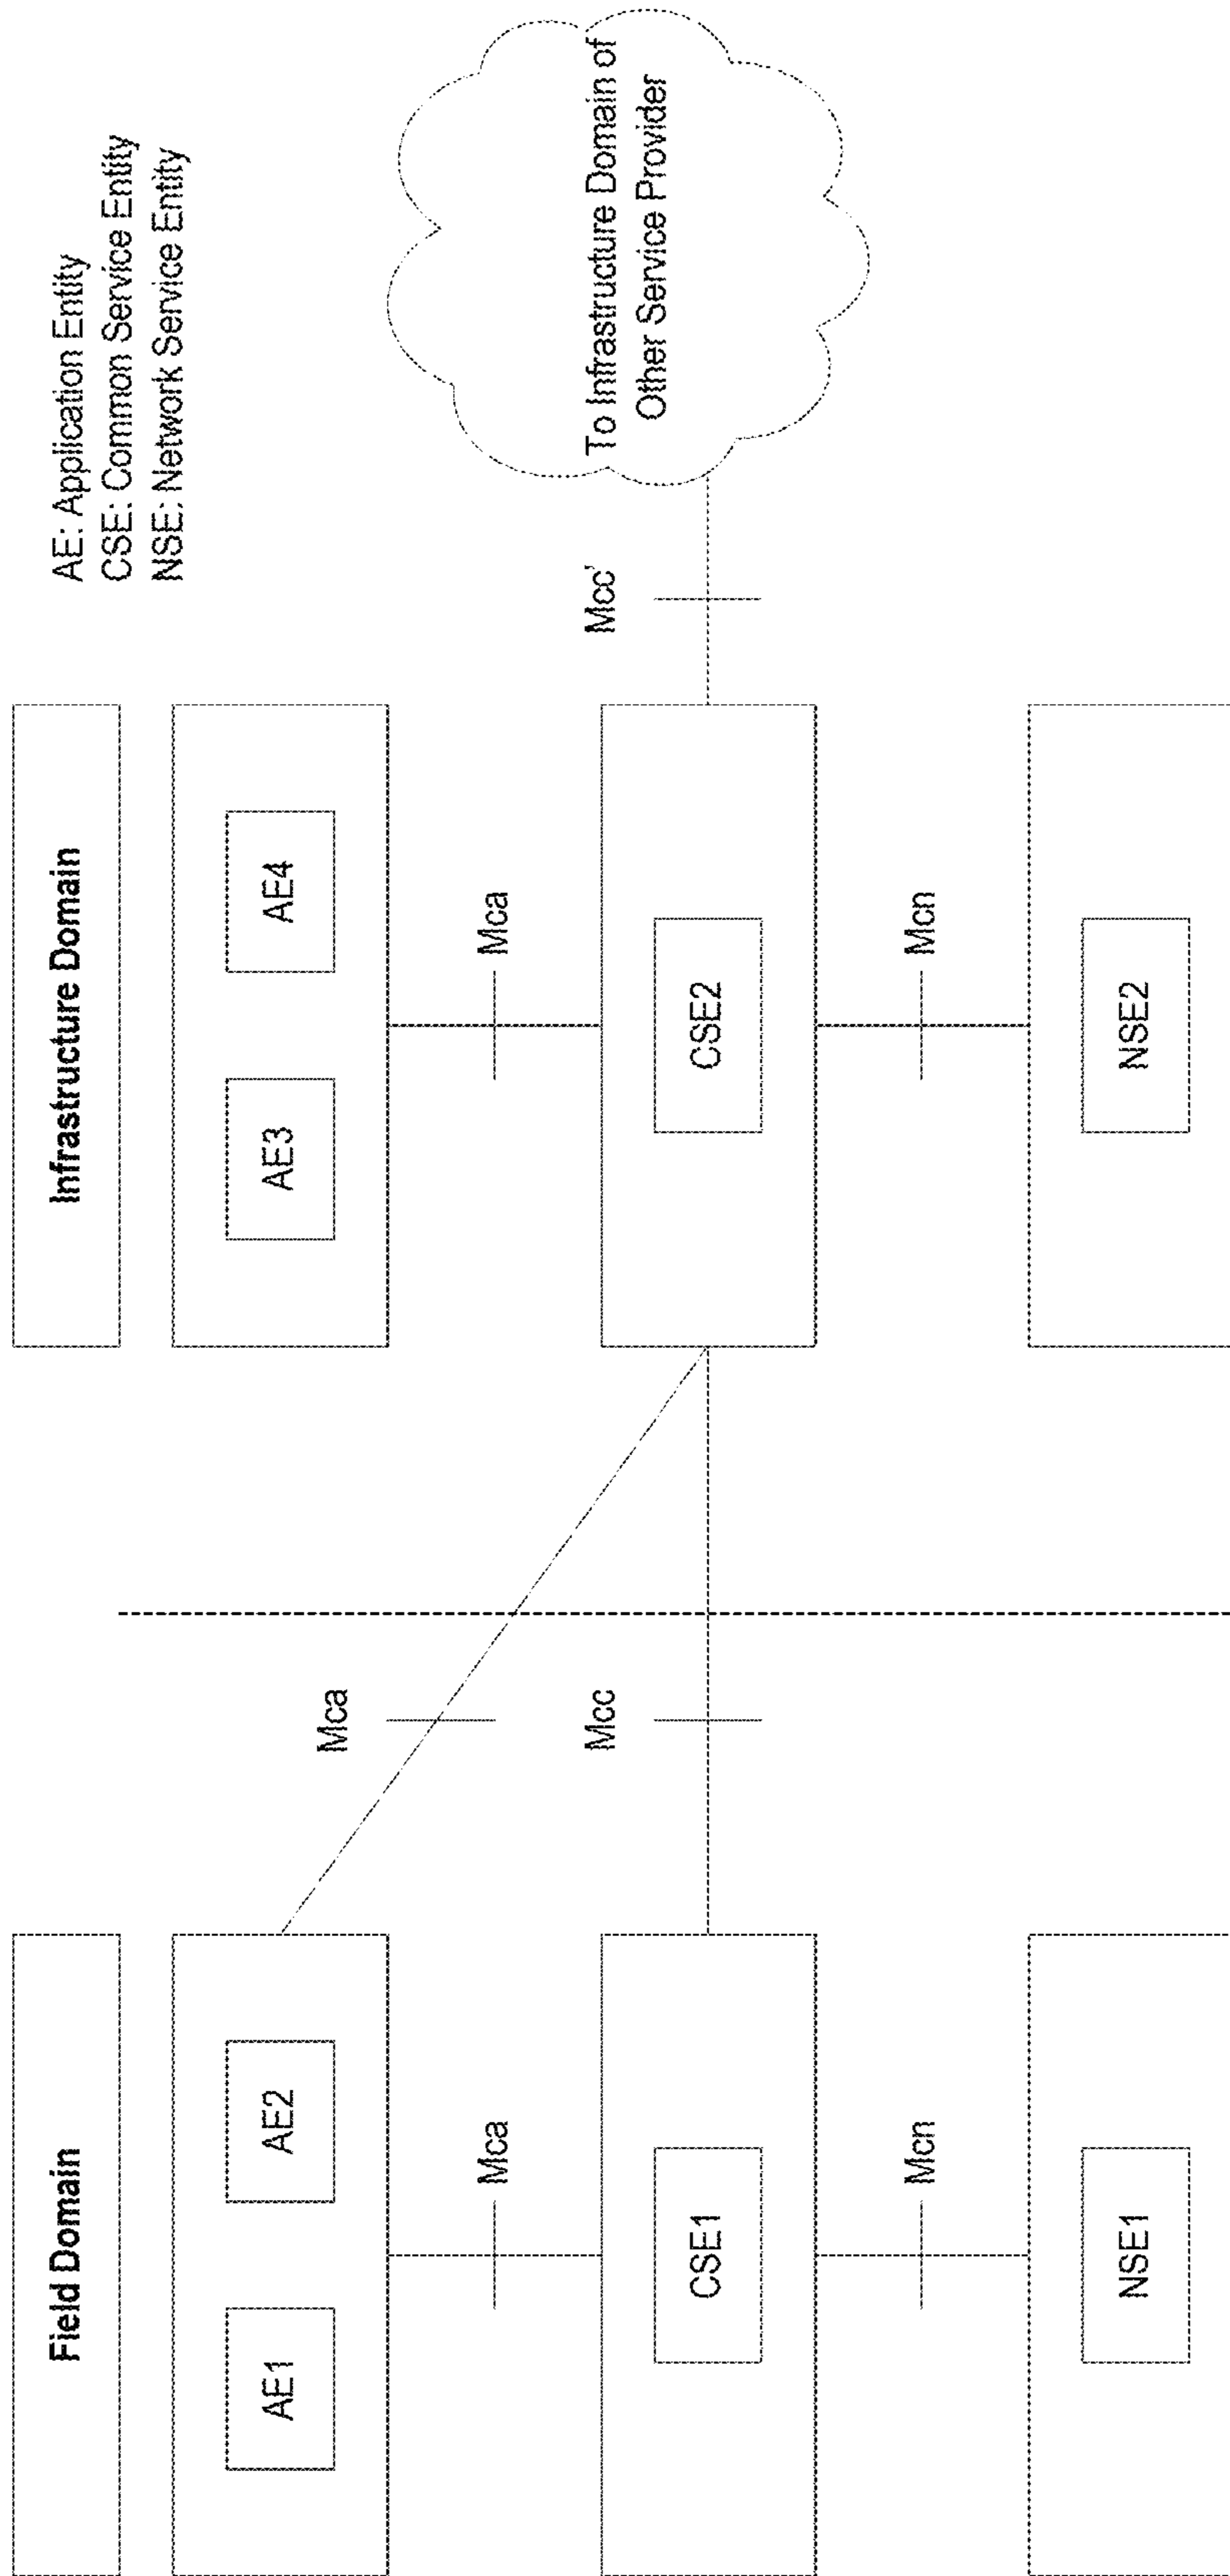 AE: Application Entity
CSE: Common Service Entity
NSE: Network Service Entity
Field Domain
Infrastructure Domain
AE1
AE2
AE3
AE4
Mca
Mca
Mca
CSE1
Mcc
CSE2
Mcc'
To Infrastructure Domain of
Other Service Provider
Mcn
Mcn
NSE1
NSE2